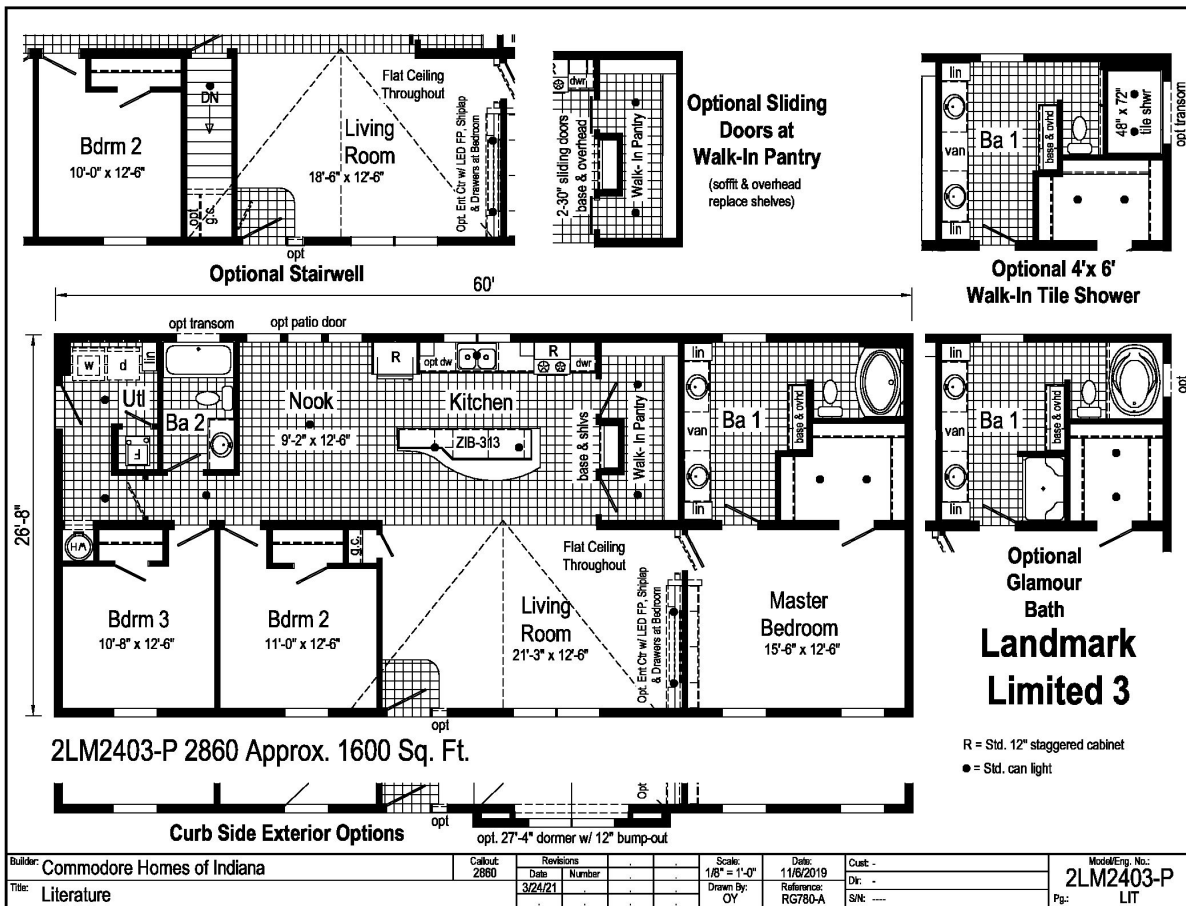 DN
Bdrm 2
10'-0" x 12'-6"
opt
g.c.
Flat Ceiling
Throughout
Living
Room
18'-6" x 12'-6"
Opt. Ent Ctr w/ LED FP, Shiplap
& Drawers at Bedroom
opt
Optional Stairwell
dwr
2-30" sliding doors
base & overhead
Walk- In Pantry
Optional Sliding
Doors at
Walk-In Pantry
(soffit & overhead
replace shelves)
lin
van
lin
Ba 1
base & ovhd
48" x 72"
tile shwr
opt transom
Optional 4'x 6'
Walk-In Tile Shower
60'
26'-8"
opt transom
opt patio door
w
d
lin
Utl
F
Ba 2
Nook
9'-2" x 12'-6"
R
opt dw
R
dwr
Kitchen
ZIB-313
base & shlvs
Walk- In Pantry
lin
van
lin
Ba 1
base & ovhd
HW
Bdrm 3
10'-8" x 12'-6"
Bdrm 2
11'-0" x 12'-6"
g.c.
Flat Ceiling
Throughout
Living
Room
21'-3" x 12'-6"
Opt. Ent Ctr w/ LED FP, Shiplap
& Drawers at Bedroom
opt
Master
Bedroom
15'-6" x 12'-6"
lin
van
lin
Ba 1
base & ovhd
opt transom
Optional
Glamour
Bath
Landmark
Limited 3
R = Std. 12" staggered cabinet
● = Std. can light
2LM2403-P 2860 Approx. 1600 Sq. Ft.
Opt
opt
Curb Side Exterior Options
opt. 27'-4" dormer w/ 12" bump-out
Builder: Commodore Homes of Indiana
Title: Literature
Callout:
2860
Revisions
Date Number
3/24/21
Scale:
1/8" = 1'-0"
Drawn By:
OY
Date:
11/6/2019
Reference:
RG780-A
Cust: -
Dir: -
S/N: ----
Model/Eng. No.:
2LM2403-P
Pg.: LIT